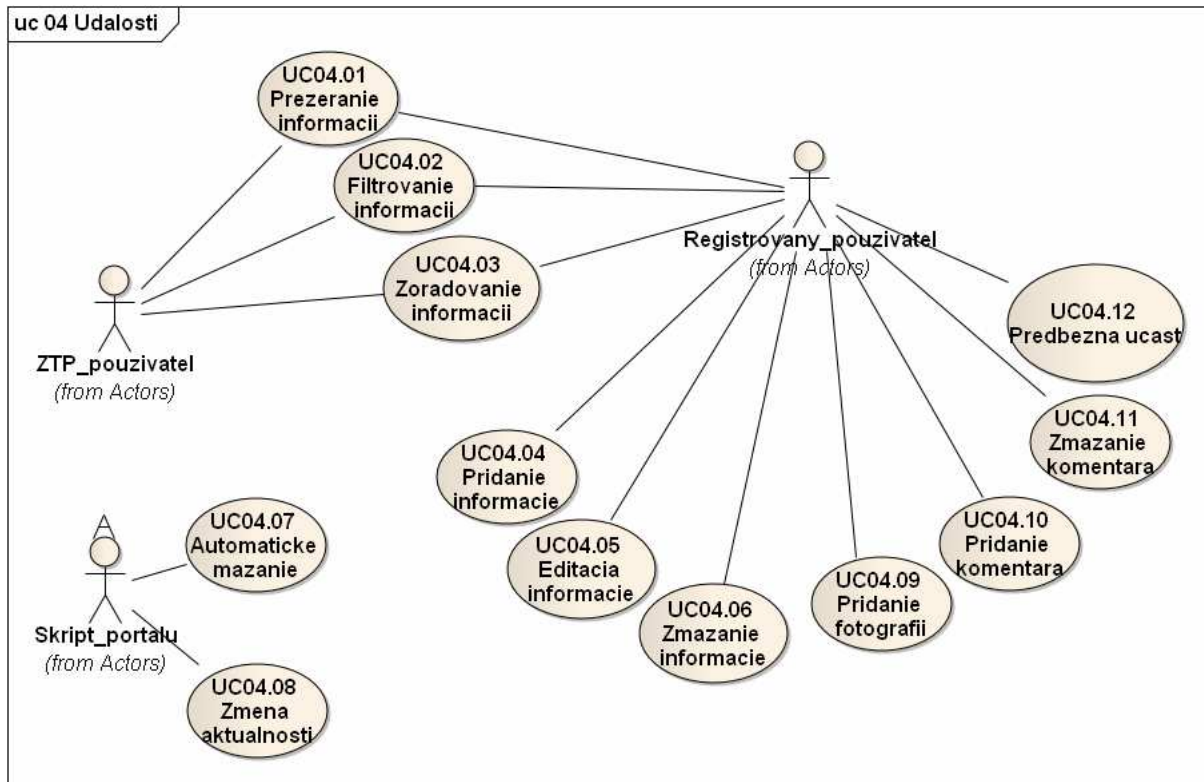 uc 04 Udalosti
UC04.01
Prezeranie
informacii
UC04.02
Filtrovanie
informacii
UC04.03
Zoradovanie
informacii
Registrovany_pouzivatel
(from Actors)
ZTP_pouzivatel
(from Actors)
UC04.12
Predbezna ucast
UC04.11
Zmazanie
komentara
UC04.04
Pridanie
informacie
UC04.10
Pridanie
komentara
UC04.05
Editacia
informacie
UC04.09
Pridanie
fotografii
UC04.06
Zmazanie
informacie
UC04.07
Automaticke
mazanie
Skript_portalu
(from Actors)
UC04.08
Zmena
aktualnosti